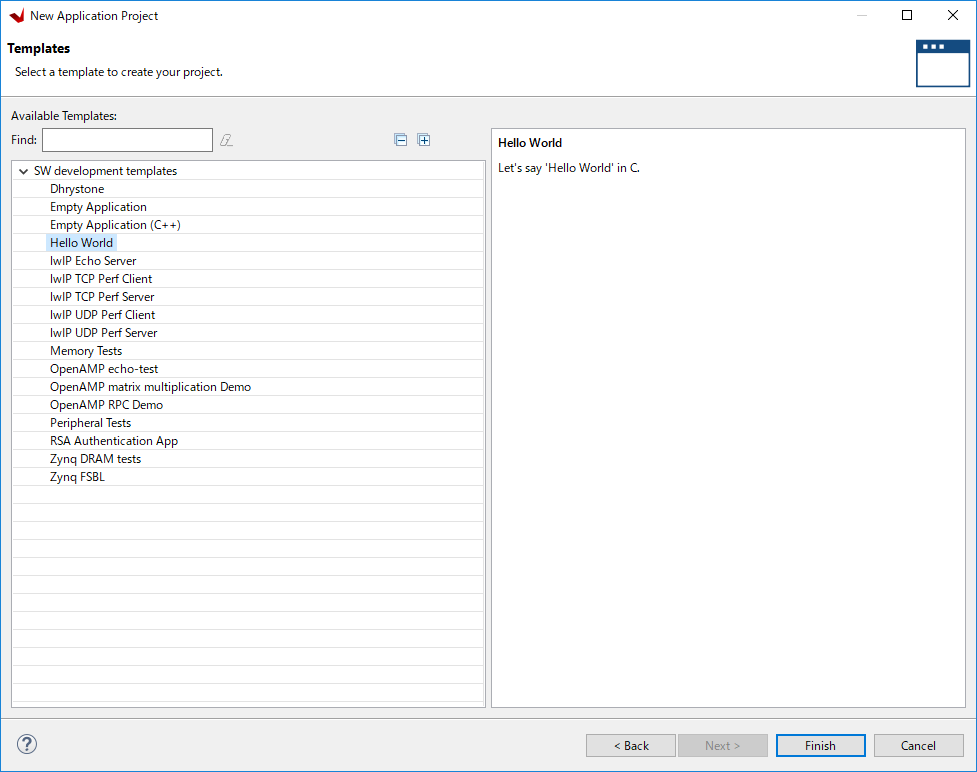 New Application Project
Templates
Select a template to create your project.
Available Templates:
Find:
SW development templates
Dhrystone
Empty Application
Empty Application (C++)
Hello World
lwIP Echo Server
lwIP TCP Perf Client
lwIP TCP Perf Server
lwIP UDP Perf Client
lwIP UDP Perf Server
Memory Tests
OpenAMP echo-test
OpenAMP matrix multiplication Demo
OpenAMP RPC Demo
Peripheral Tests
RSA Authentication App
Zynq DRAM tests
Zynq FSBL
Hello World
Let's say 'Hello World' in C.
?
< Back
Next >
Finish
Cancel